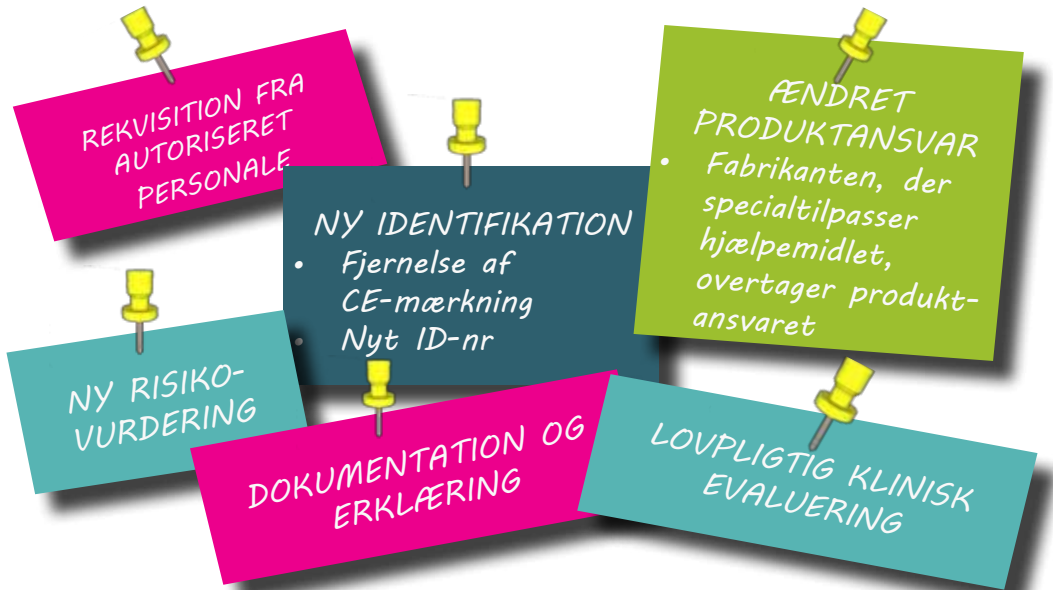 REKVISITION FRA
AUTORISERET
PERSONALE
NY IDENTIFIKATION
• Fjernelse af
CE-mærkning
• Nyt ID-nr
ÆNDRET
PRODUKTANSVAR
• Fabrikanten, der
specialtilpasser
hjælpemidlet,
overtager produkt-
ansvaret
NY RISIKO-
VURDERING
DOKUMENTATION OG
ERKLÆRING
LOVPLIGTIG KLINISK
EVALUERING